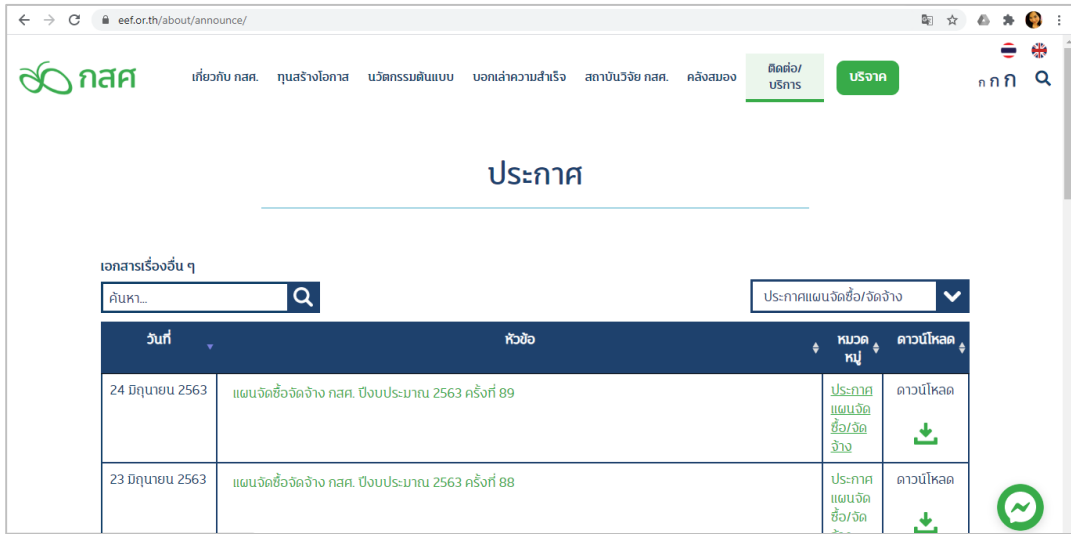 eef.or.th/about/announce/
กสศ
เกี่ยวกับ กสศ. ทุนสร้างโอกาส นวัตกรรมต้นแบบ บอกเล่าความสำเร็จ สถาบันวิจัย กสศ. คลังสมอง
ติดต่อ/
บริการ
บริจาค
ก ก ก
ประกาศ
เอกสารเรื่องอื่น ๆ
ค้นหา...
ประกาศแผนจัดซื้อ/จัดจ้าง
วันที่ หัวข้อ หมวด ดาวน์โหลด
หมู่
24 มิถุนายน 2563 แผนจัดซื้อจัดจ้าง กสศ. ปีงบประมาณ 2563 ครั้งที่ 89 ประกาศ ดาวน์โหลด
แผนจัด
ซื้อ/จัด
จ้าง
23 มิถุนายน 2563 แผนจัดซื้อจัดจ้าง กสศ. ปีงบประมาณ 2563 ครั้งที่ 88 ประกาศ ดาวน์โหลด
แผนจัด
ซื้อ/จัด